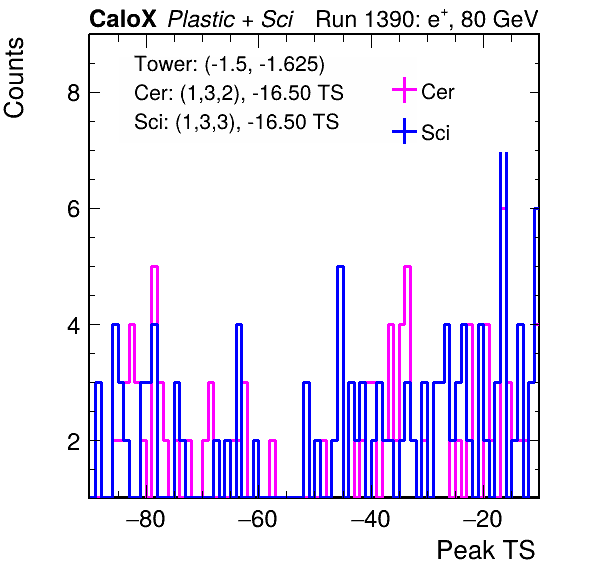 CaloX Plastic + Sci Run 1390: e⁺, 80 GeV
Counts
Tower: (-1.5, -1.625)
Cer: (1,3,2), -16.50 TS
Sci: (1,3,3), -16.50 TS
Cer
Sci
8
6
4
2
−80 −60 −40 −20
Peak TS